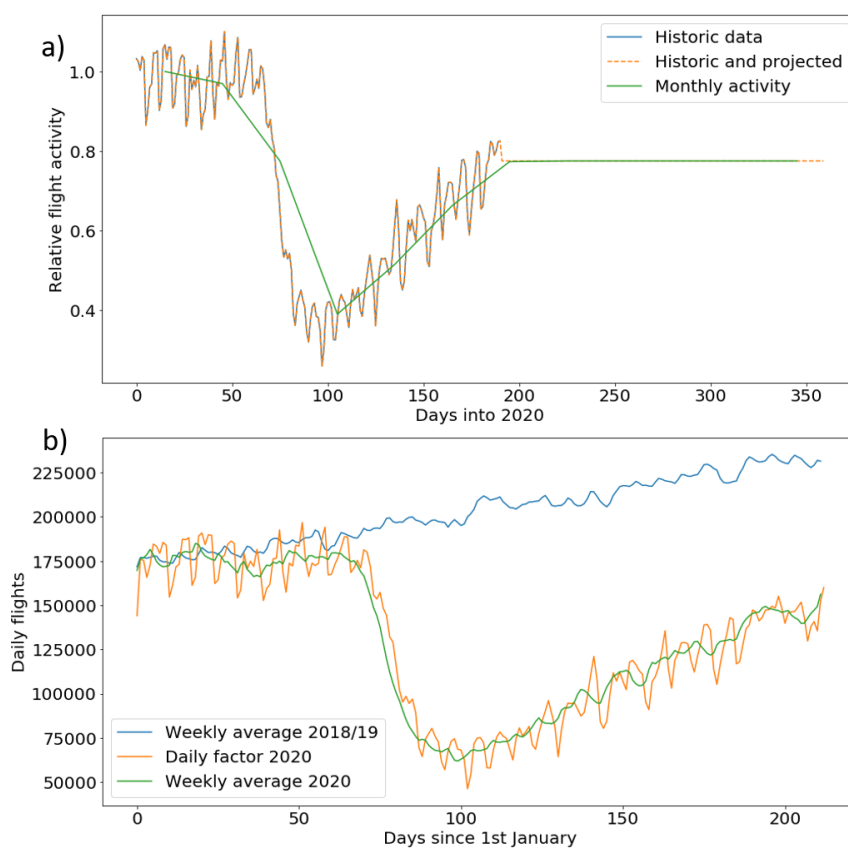 a)
Historic data
Historic and projected
Monthly activity
Relative flight activity
1.0
0.8
0.6
0.4
0 50 100 150 200 250 300 350
Days into 2020
b)
Daily flights
225000
200000
175000
150000
125000
100000
75000
50000
Weekly average 2018/19
Daily factor 2020
Weekly average 2020
0 50 100 150 200
Days since 1st January